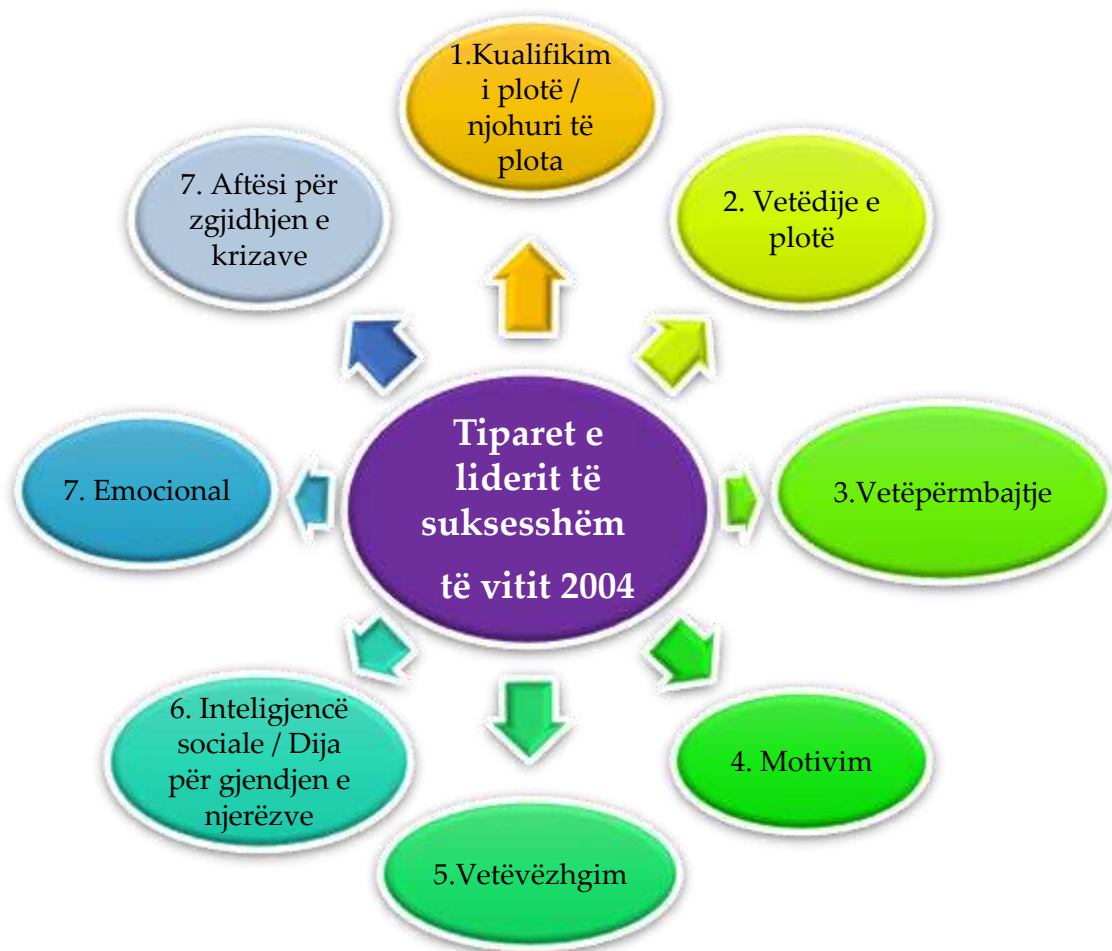 1.Kualifikim
i plotë /
njohuri të
plota
2. Vetëdije e
plotë
3.Vetëpërmbajtje
4. Motivim
5.Vetëvëzhgim
6. Inteligjencë
sociale / Dija
për gjendjen e
njerëzve
7. Emocional
7. Aftësi për
zgjidhjen e
krizave
Tiparet e
liderit të
suksesshëm
të vitit 2004